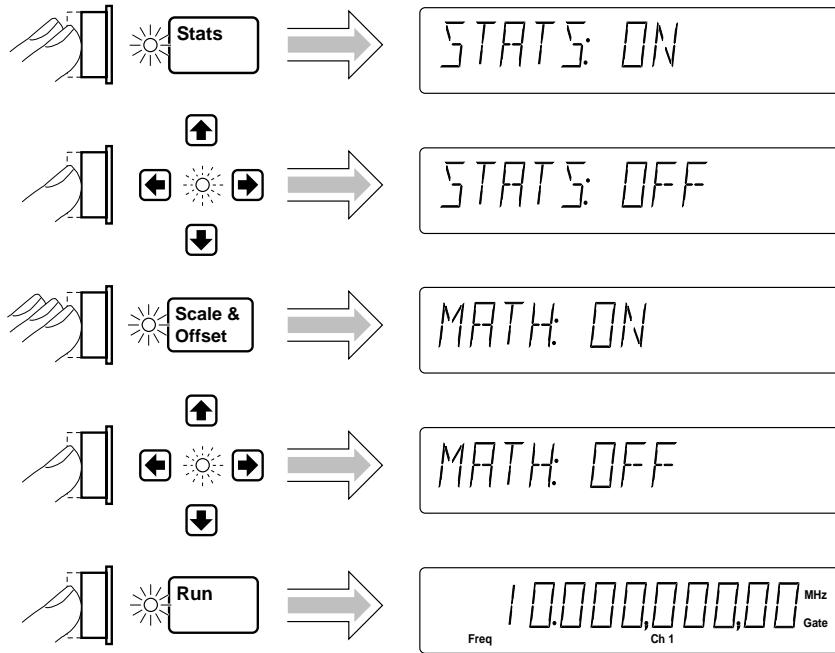 Stats
STATS: ON
STATS: OFF
Scale &
Offset
MATH: ON
MATH: OFF
Run
10.000,000,00 MHz
Gate
Freq Ch 1